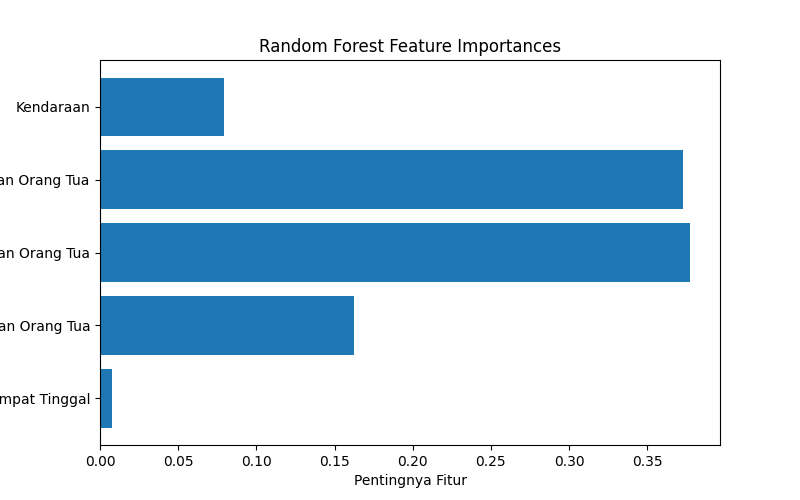 Random Forest Feature Importances
Kendaraan
an Orang Tua
an Orang Tua
an Orang Tua
mpat Tinggal
0.00 0.05 0.10 0.15 0.20 0.25 0.30 0.35
Pentingnya Fitur